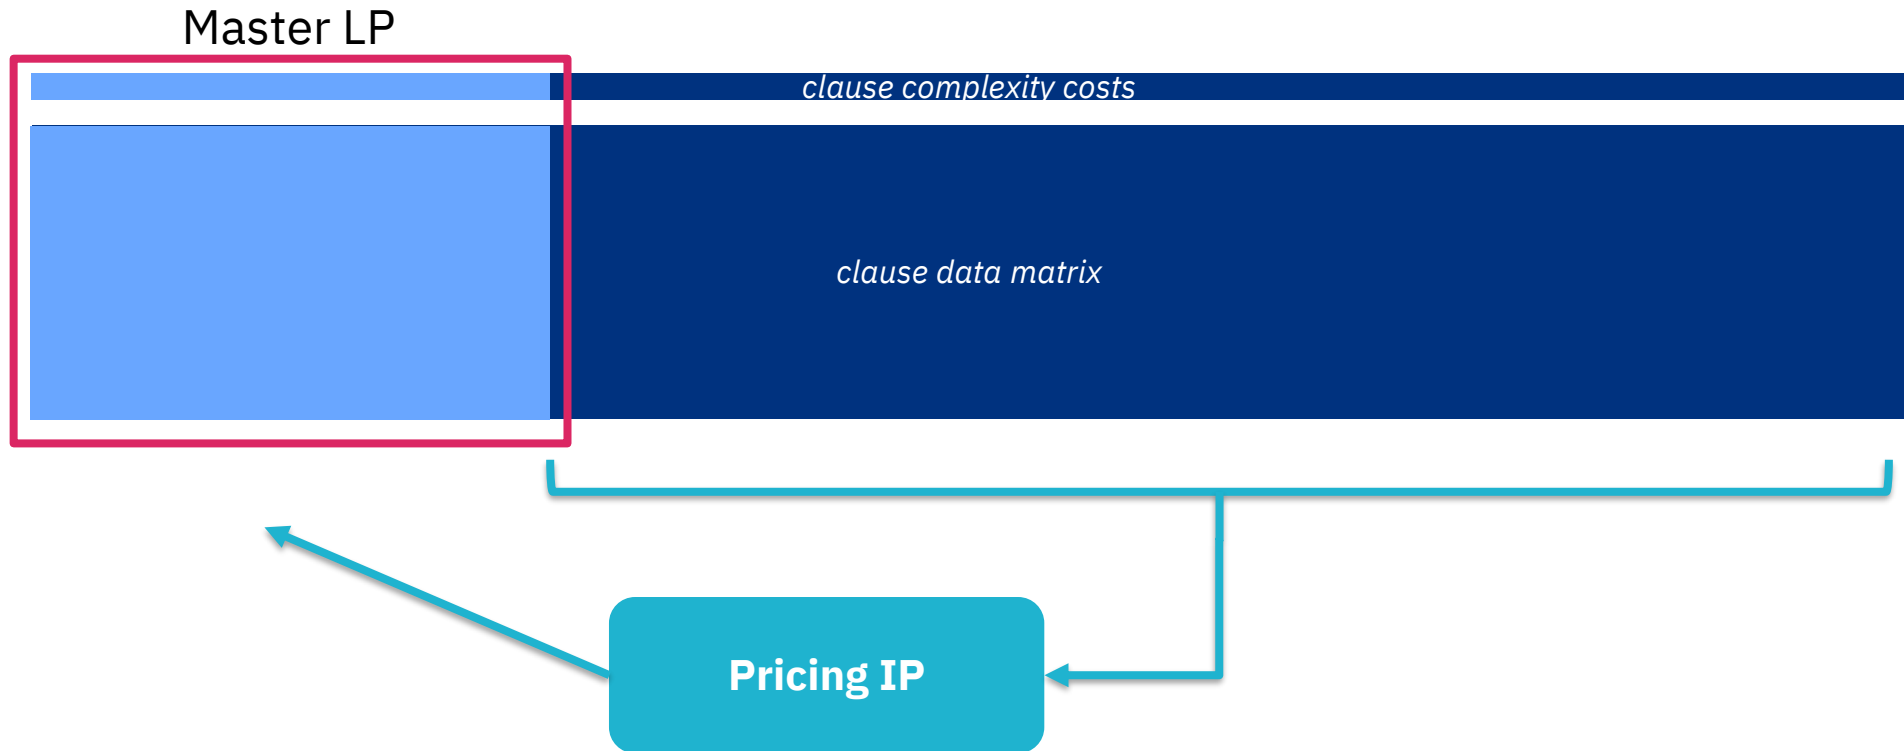 Master LP
clause complexity costs
clause data matrix
Pricing IP